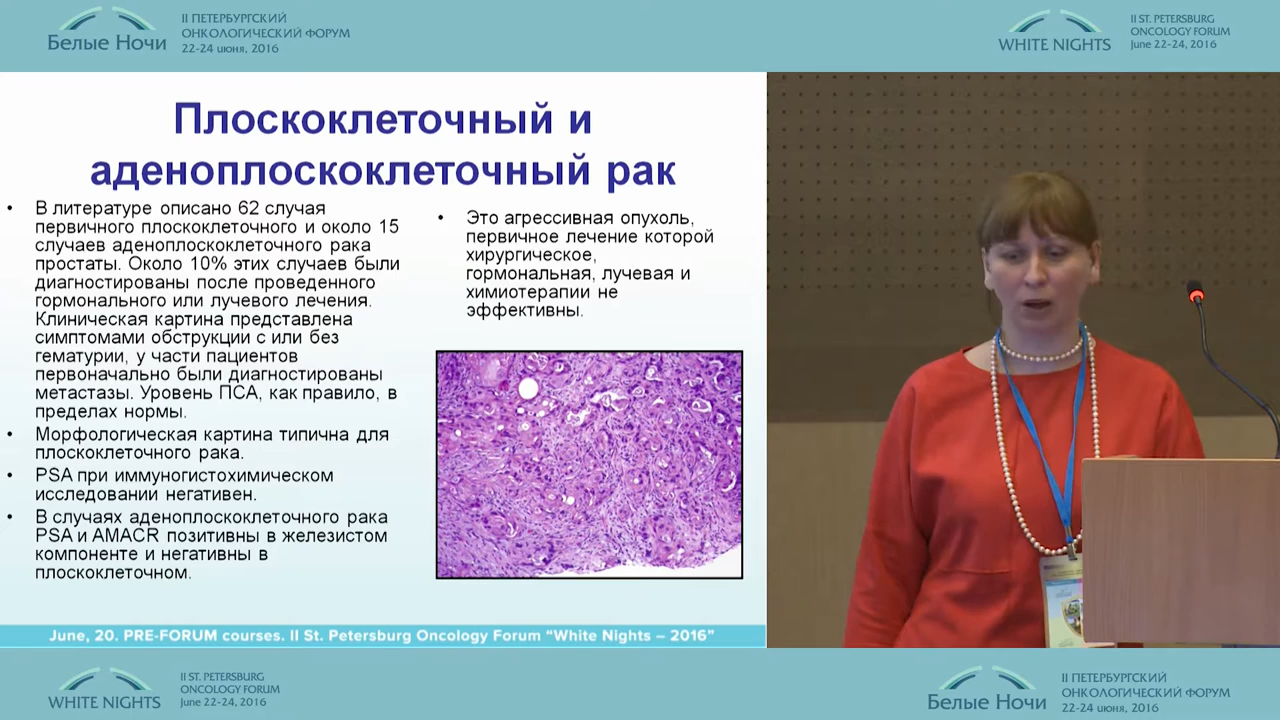 Белые Ночи
II ПЕТЕРБУРГСКИЙ
ОНКОЛОГИЧЕСКИЙ ФОРУМ
22-24 июня, 2016
WHITE NIGHTS
II ST. PETERSBURG
ONCOLOGY FORUM
June 22-24, 2016
Плоскоклеточный и
аденоплоскоклеточный рак
• В литературе описано 62 случая
первичного плоскоклеточного и около 15
случаев аденоплоскоклеточного рака
простаты. Около 10% этих случаев были
диагностированы после проведенного
гормонального или лучевого лечения.
Клиническая картина представлена
симптомами обструкции с или без
гематурии, у части пациентов
первоначально были диагностированы
метастазы. Уровень ПСА, как правило, в
пределах нормы.
• Морфологическая картина типична для
плоскоклеточного рака.
• PSA при иммуногистохимическом
исследовании негативен.
• В случаях аденоплоскоклеточного рака
PSA и AMACR позитивны в железистом
компоненте и негативны в
плоскоклеточном.
• Это агрессивная опухоль,
первичное лечение которой
хирургическое,
гормональная, лучевая и
химиотерапии не
эффективны.
June, 20. PRE-FORUM courses. II St. Petersburg Oncology Forum “White Nights – 2016”
WHITE NIGHTS
II ST. PETERSBURG
ONCOLOGY FORUM
June 22-24, 2016
Белые Ночи
II ПЕТЕРБУРГСКИЙ
ОНКОЛОГИЧЕСКИЙ ФОРУМ
22-24 июня, 2016